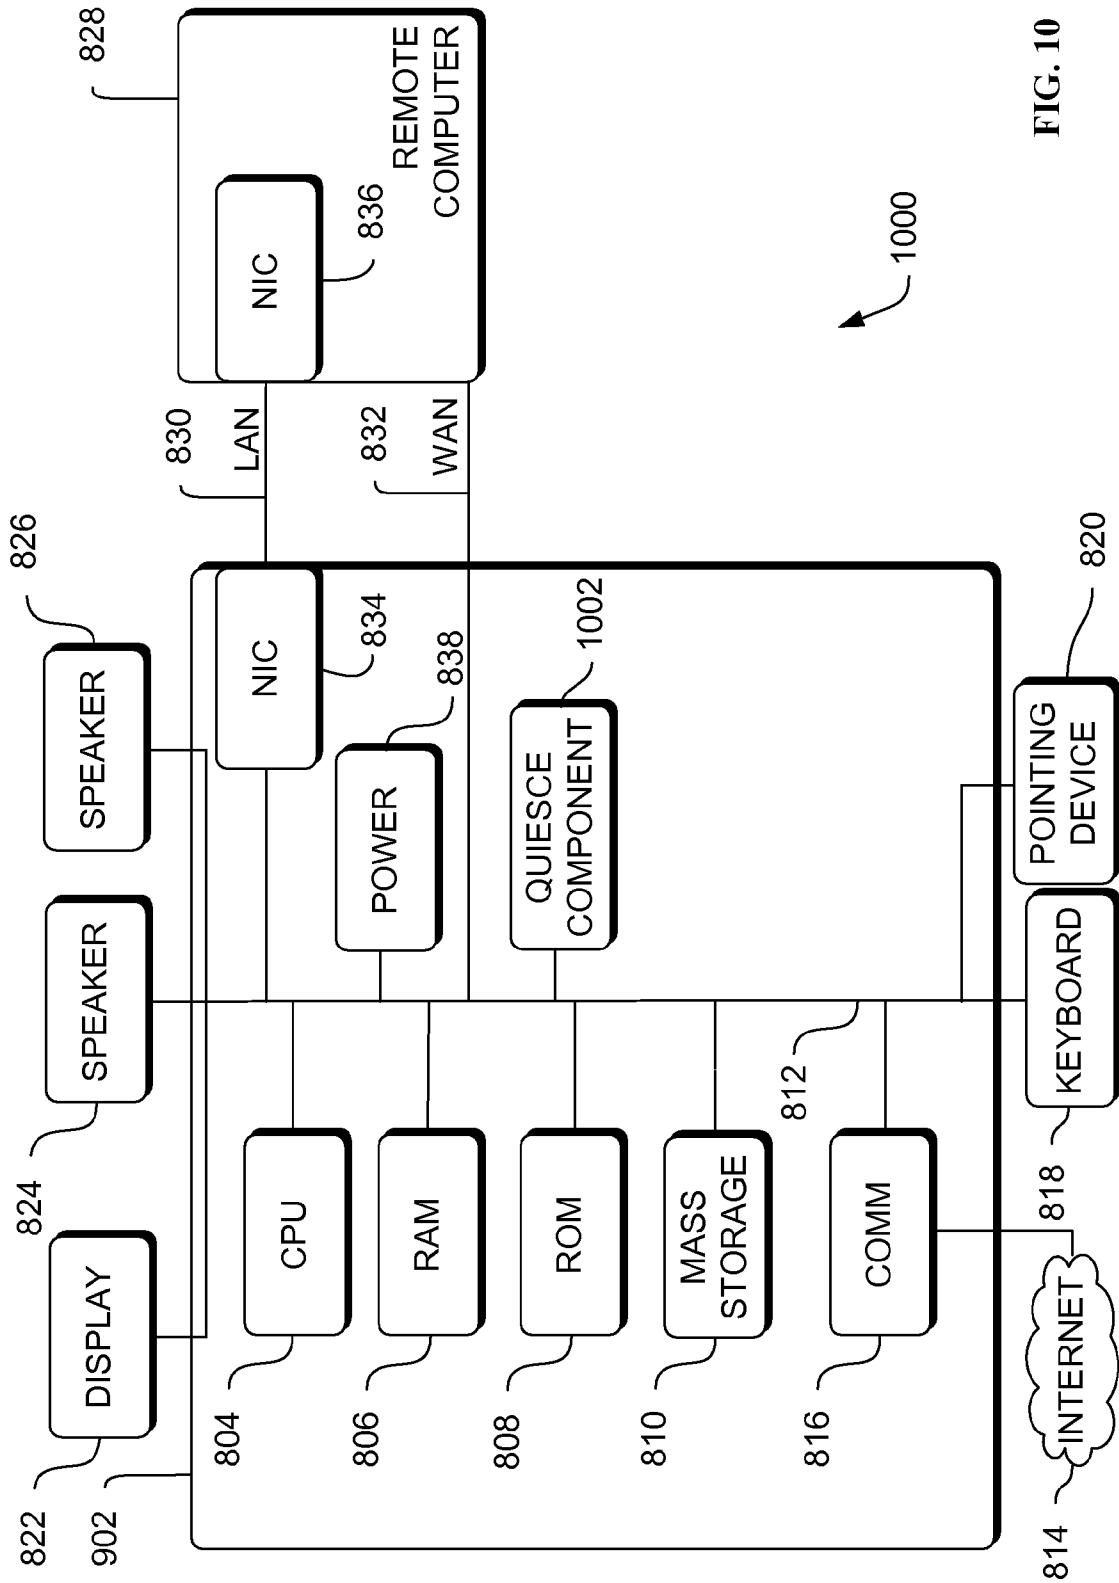 822
824
826
828
DISPLAY
SPEAKER
SPEAKER
902
830
LAN
NIC
NIC
804
CPU
834
836
838
832
WAN
REMOTE
COMPUTER
806
RAM
POWER
808
ROM
QUIESCE
COMPONENT
1002
810
MASS
STORAGE
812
816
COMM
1000
814
INTERNET
818
KEYBOARD
POINTING
DEVICE
820
FIG. 10